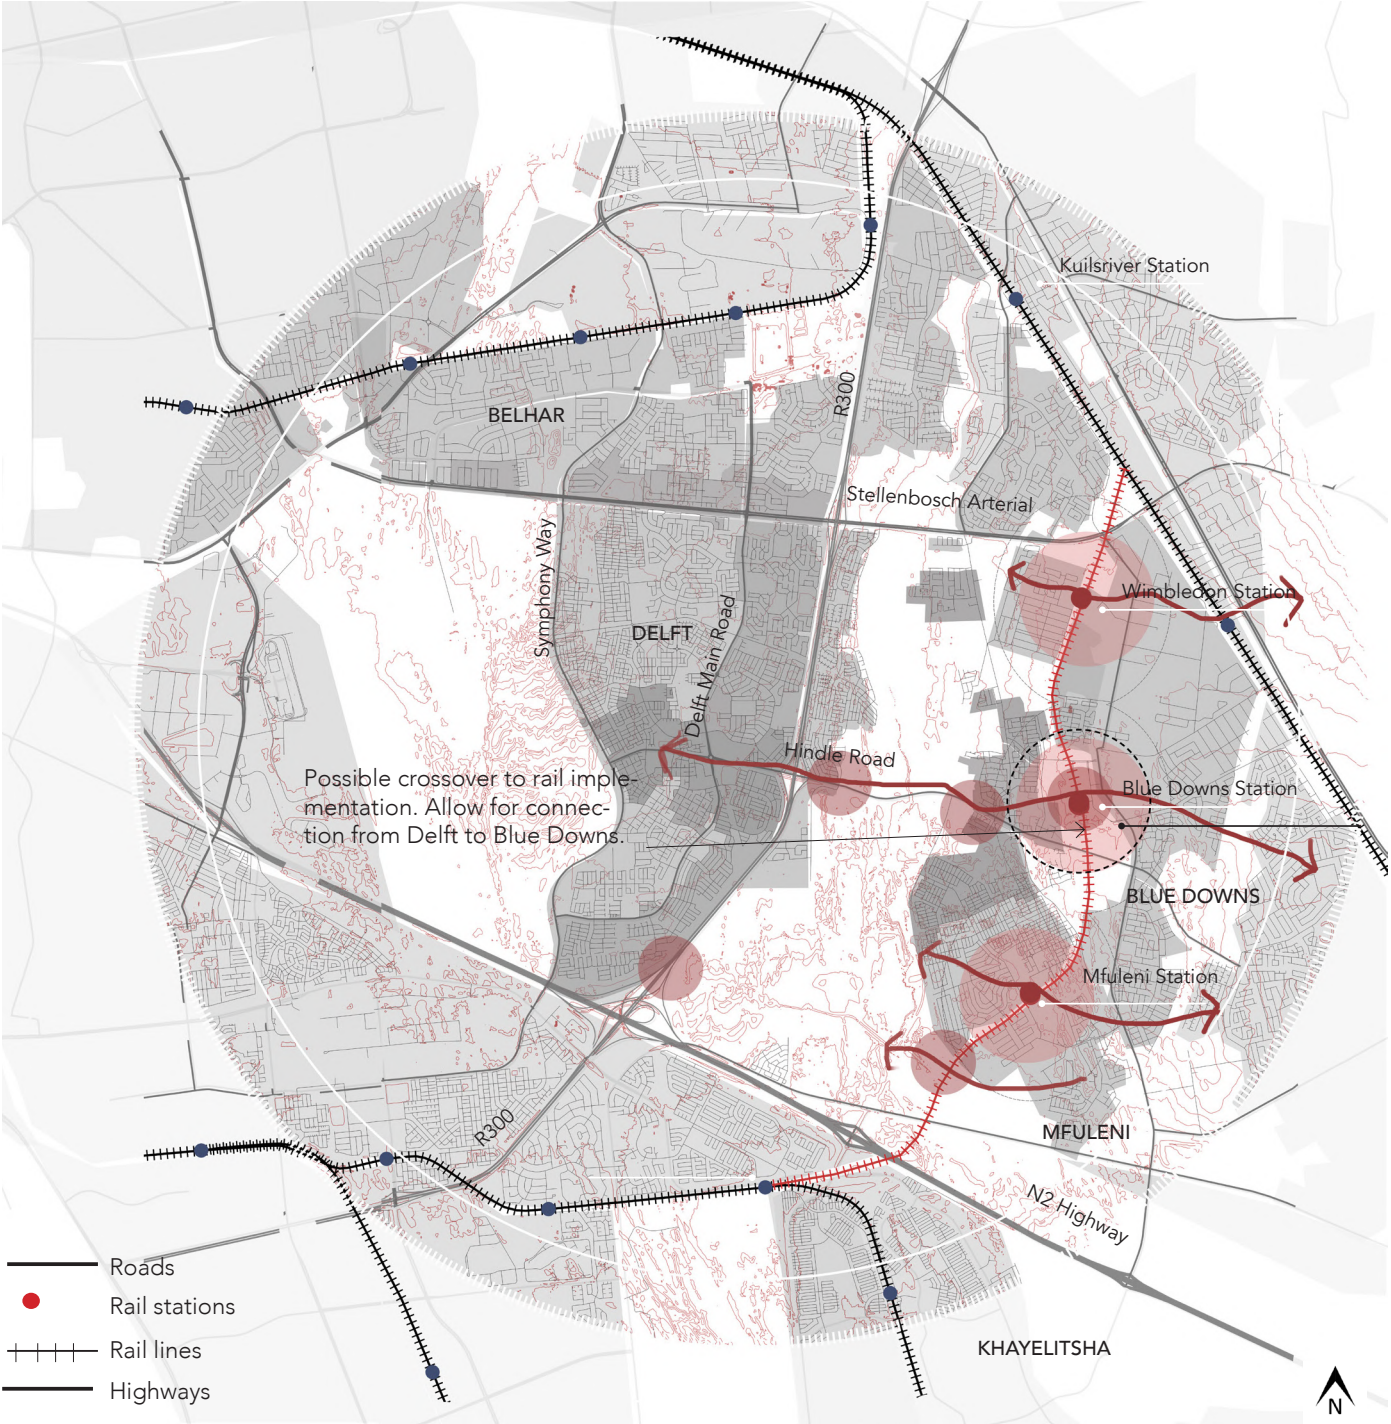 Kuilsriver Station
R300
BELHAR
Stellenbosch Arterial
Symphony Way
Wimbledon Station
DELFT
Delft Main Road
Hindle Road
Possible crossover to rail imple-
mentation. Allow for connec-
tion from Delft to Blue Downs.
Blue Downs Station
BLUE DOWNS
Mfuleni Station
R300
MFULENI
N2 Highway
Roads
Rail stations
Rail lines
Highways
KHAYELITSHA
N